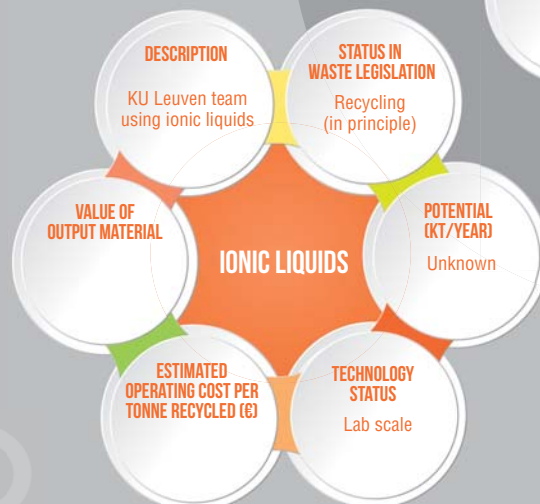 DESCRIPTION
KU Leuven team
using ionic liquids
STATUS IN
WASTE LEGISLATION
Recycling
(in principle)
VALUE OF
OUTPUT MATERIAL
IONIC LIQUIDS
POTENTIAL
(KT/YEAR)
Unknown
ESTIMATED
OPERATING COST PER
TONNE RECYCLED (€)
TECHNOLOGY
STATUS
Lab scale